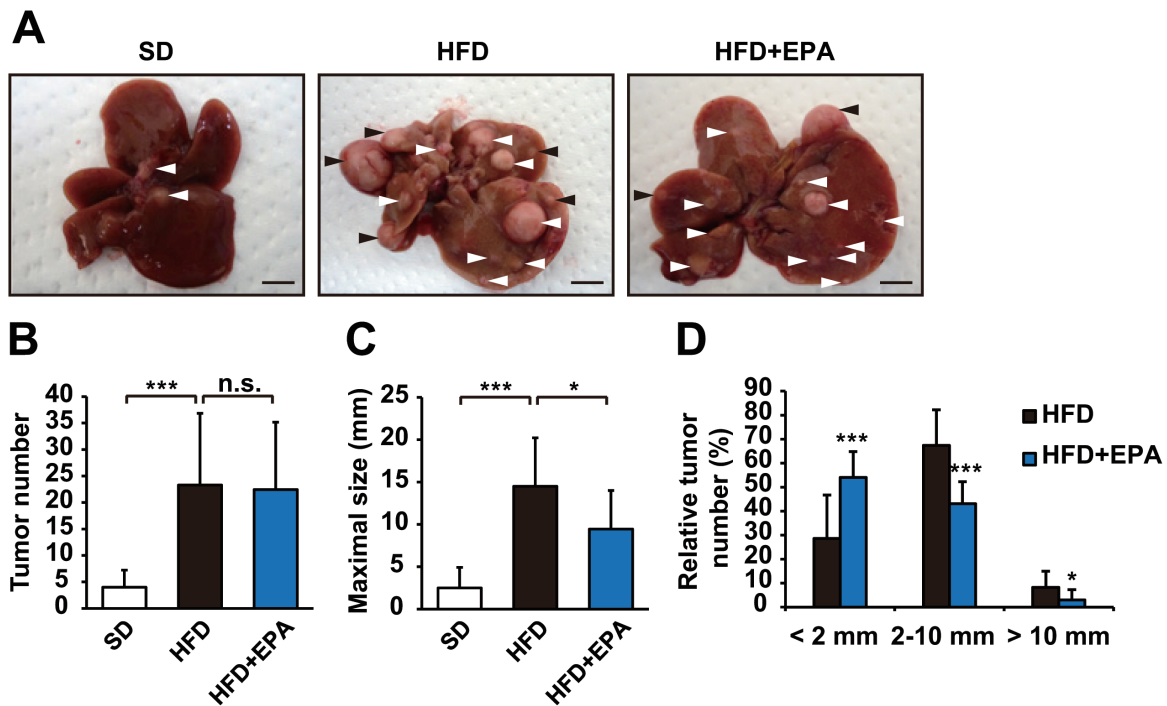 A
SD
HFD
HFD+EPA
B
Tumor number
40
35
30
25
20
15
10
5
0
***
n.s.
SD
HFD
HFD+EPA
C
Maximal size (mm)
25
20
15
10
5
0
***
*
SD
HFD
HFD+EPA
D
Relative tumor
number (%)
90
80
70
60
50
40
30
20
10
0
***
***
*
HFD
HFD+EPA
< 2 mm
2-10 mm
> 10 mm